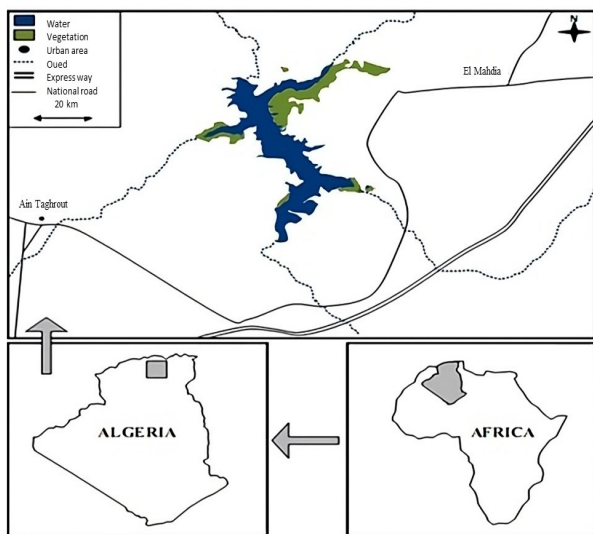 Water
Vegetation
Urban area
Oued
Express way
National road
20 km
N
El Mahdia
Ain Taghrout
ALGERIA
AFRICA